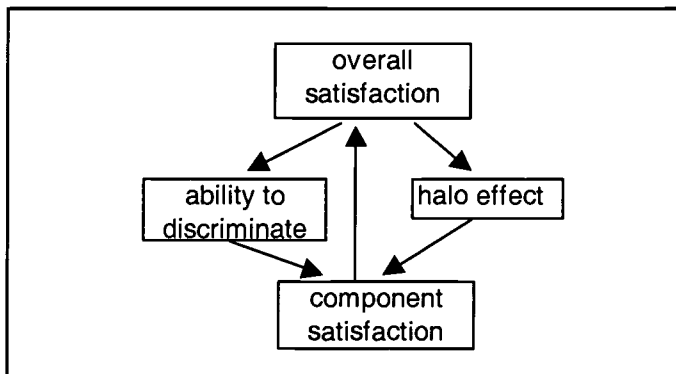 overall
satisfaction
ability to
discriminate
halo effect
component
satisfaction